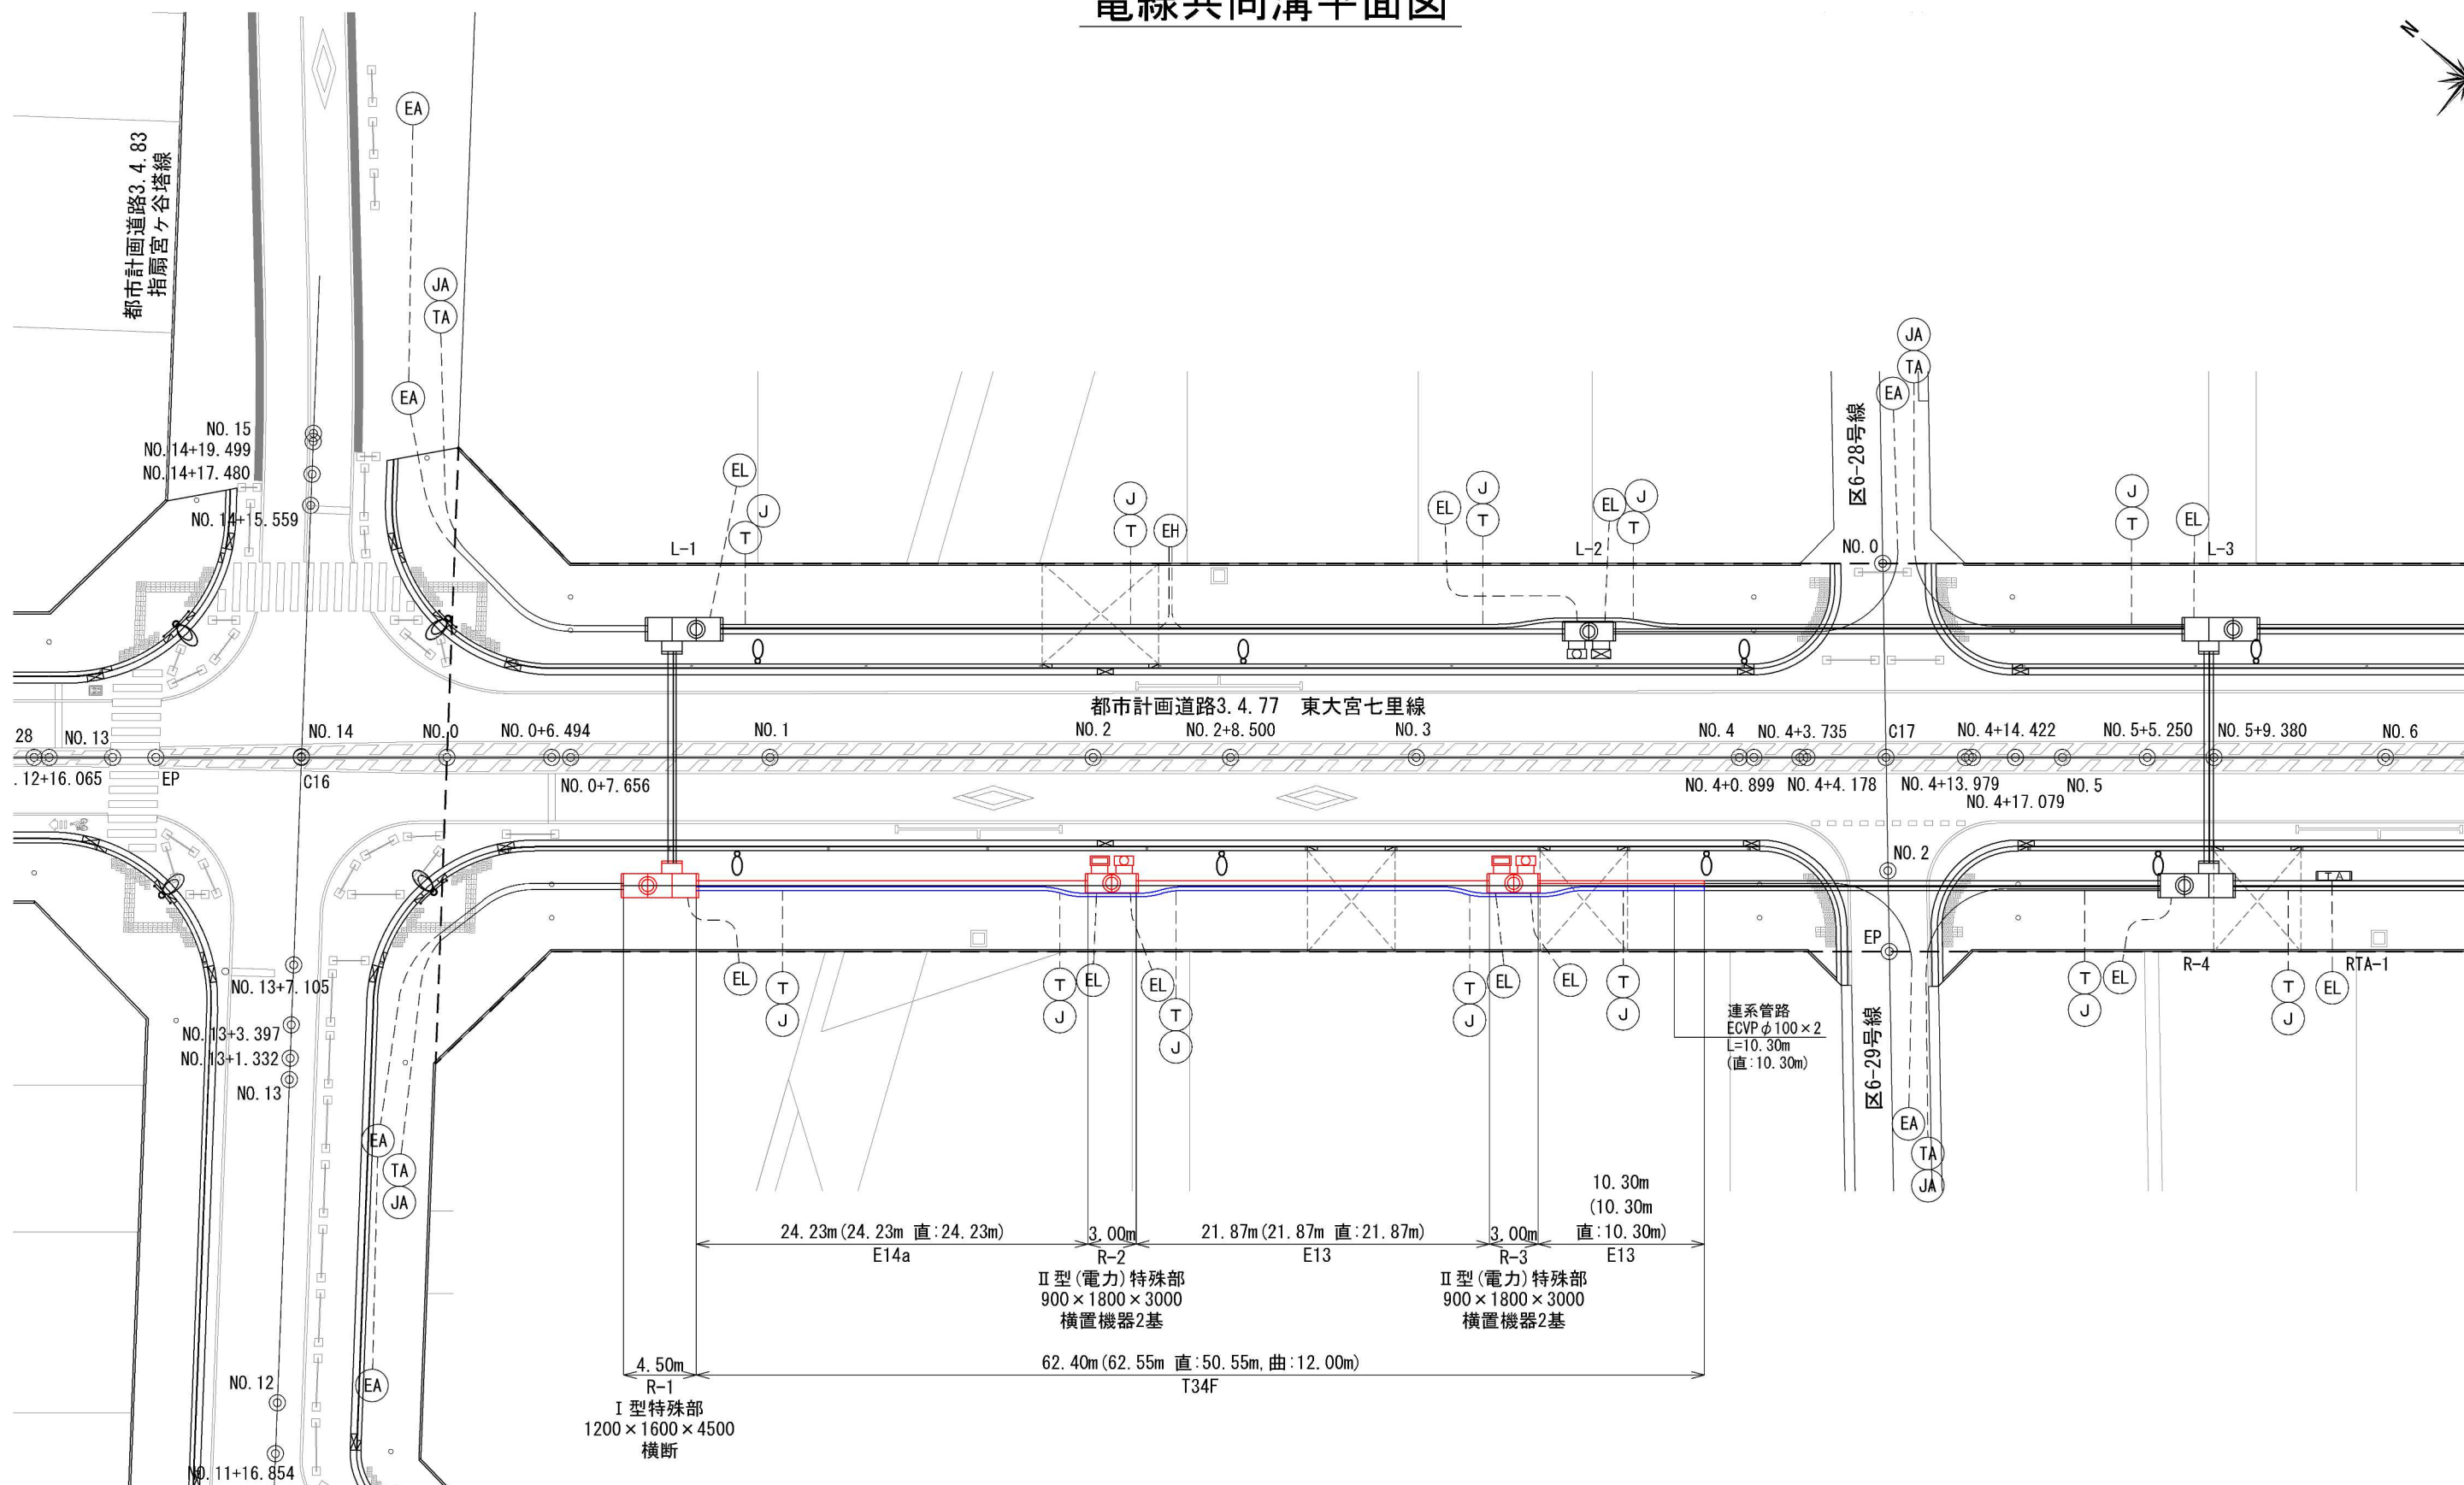 電線共同溝平面図
N
都市計画道路3.4.83
指扇宮ヶ谷塔線
EA
JA
TA
EA
JA
TA
EA
区6-28号線
NO.15
NO.14+19.499
NO.14+17.480
NO.14+15.559
EL
J
T
J
T
EH
EL
J
T
EL
J
T
J
T
EL
L-1
L-2
NO.0
L-3
都市計画道路3.4.77 東大宮七里線
28
NO.13
NO.14
NO.0
NO.0+6.494
NO.1
NO.2
NO.2+8.500
NO.3
NO.4
NO.4+3.735
C17
NO.4+14.422
NO.5+5.250
NO.5+9.380
NO.6
.12+16.065
EP
C16
NO.0+7.656
NO.4+0.899
NO.4+4.178
NO.4+13.979
NO.4+17.079
NO.5
NO.2
TA
EP
R-4
RTA-1
NO.13+7.105
NO.13+3.397
NO.13+1.332
NO.13
EL
T
J
T
J
EL
EL
T
J
T
J
EL
EL
T
J
T
J
EL
T
J
EL
連系管路
ECVPφ100×2
L=10.30m
(直:10.30m)
区6-29号線
EA
TA
JA
EA
TA
JA
EA
NO.12
NO.11+16.854
24.23m(24.23m 直:24.23m)
E14a
3.00m
R-2
Ⅱ型(電力)特殊部
900×1800×3000
横置機器2基
21.87m(21.87m 直:21.87m)
E13
3.00m
R-3
Ⅱ型(電力)特殊部
900×1800×3000
横置機器2基
10.30m
(10.30m
直:10.30m)
E13
4.50m
R-1
Ⅰ型特殊部
1200×1600×4500
横断
62.40m(62.55m 直:50.55m,曲:12.00m)
T34F